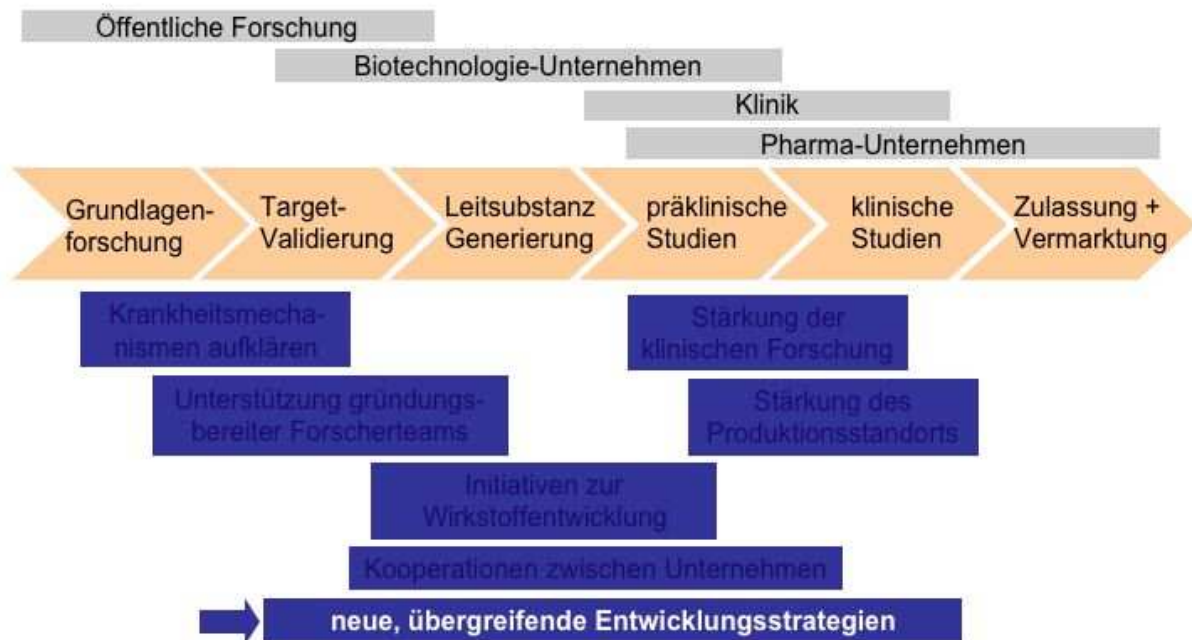 Öffentliche Forschung
Biotechnologie-Unternehmen
Klinik
Pharma-Unternehmen
Grundlagen-
forschung
Target-
Validierung
Leitsubstanz
Generierung
präklinische
Studien
klinische
Studien
Zulassung +
Vermarktung
Krankheitsmecha-
nismen aufklären
Stärkung der
klinischen Forschung
Unterstützung gründungs-
bereiter Forscherteams
Stärkung des
Produktionsstandorts
Initiativen zur
Wirkstoffentwicklung
Kooperationen zwischen Unternehmen
neue, übergreifende Entwicklungsstrategien